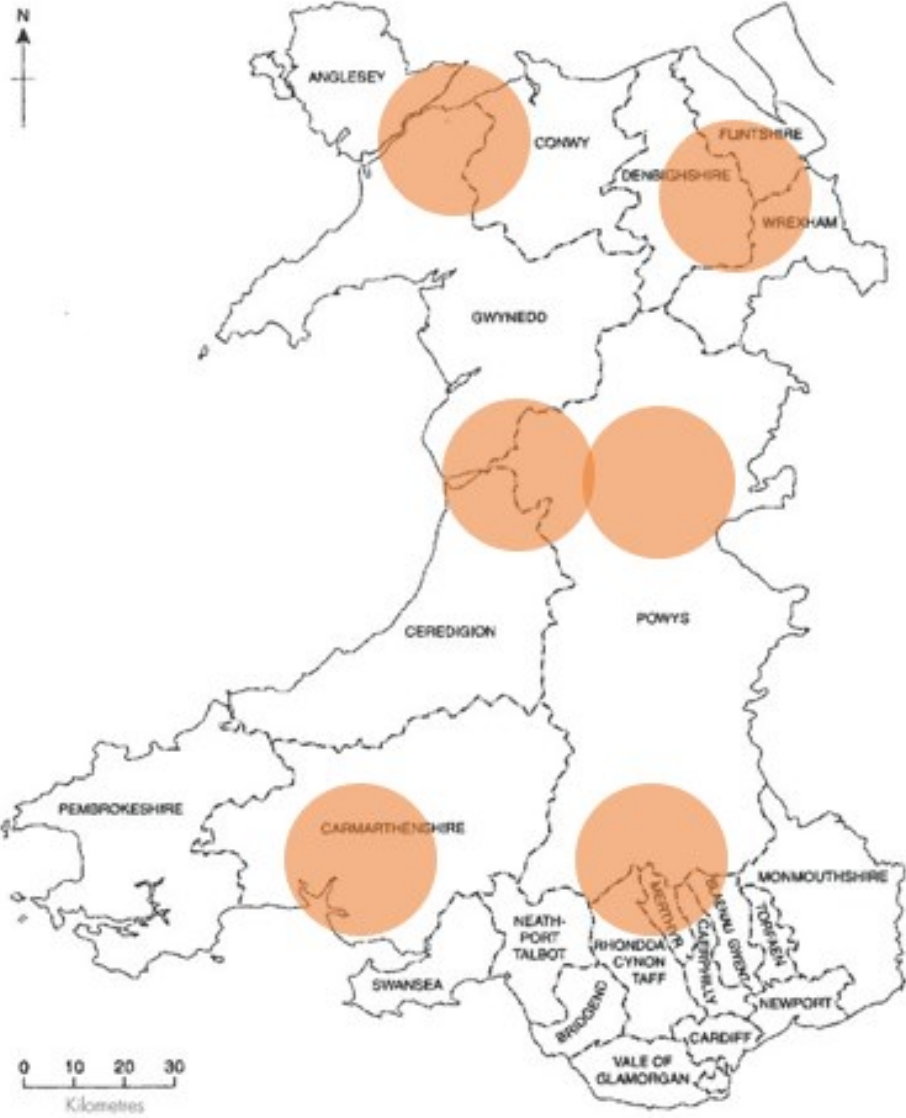 N
ANGLESEY
FLINTSHIRE
CONWY
DENBIGHSHIRE
WREXHAM
GWYNEDD
POWYS
CEREDIGION
PEMBROKESHIRE
CARMARTHENSHIRE
MONMOUTHSHIRE
MERTHYR
BLAENAU GWENT
CAERPHILLY
TORFAEN
NEATH-
PORT
TALBOT
RHONDDA
CYNON
TAFF
SWANSEA
BRIDGEND
NEWPORT
CARDIFF
VALE OF
GLAMORGAN
0 10 20 30
Kilometres